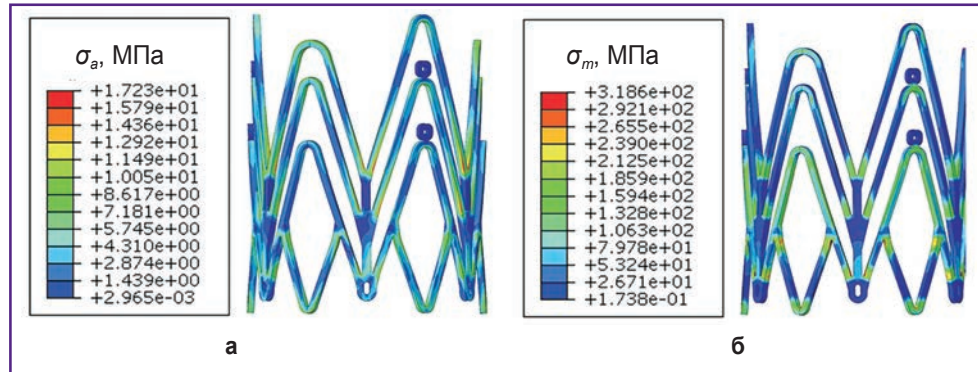 σₐ, МПа
+1.723e+01
+1.579e+01
+1.436e+01
+1.292e+01
+1.149e+01
+1.005e+01
+8.617e+00
+7.181e+00
+5.745e+00
+4.310e+00
+2.874e+00
+1.439e+00
+2.965e-03
а
σₘ, МПа
+3.186e+02
+2.921e+02
+2.655e+02
+2.390e+02
+2.125e+02
+1.859e+02
+1.594e+02
+1.328e+02
+1.063e+02
+7.978e+01
+5.324e+01
+2.671e+01
+1.738e-01
б